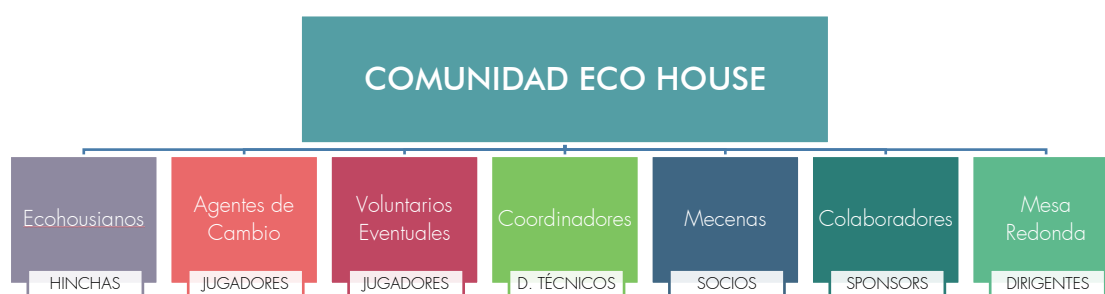 COMUNIDAD ECO HOUSE
Ecohousianos
HINCHAS
Agentes de
Cambio
JUGADORES
Voluntarios
Eventuales
JUGADORES
Coordinadores
D. TÉCNICOS
Mecenas
SOCIOS
Colaboradores
SPONSORS
Mesa
Redonda
DIRIGENTES